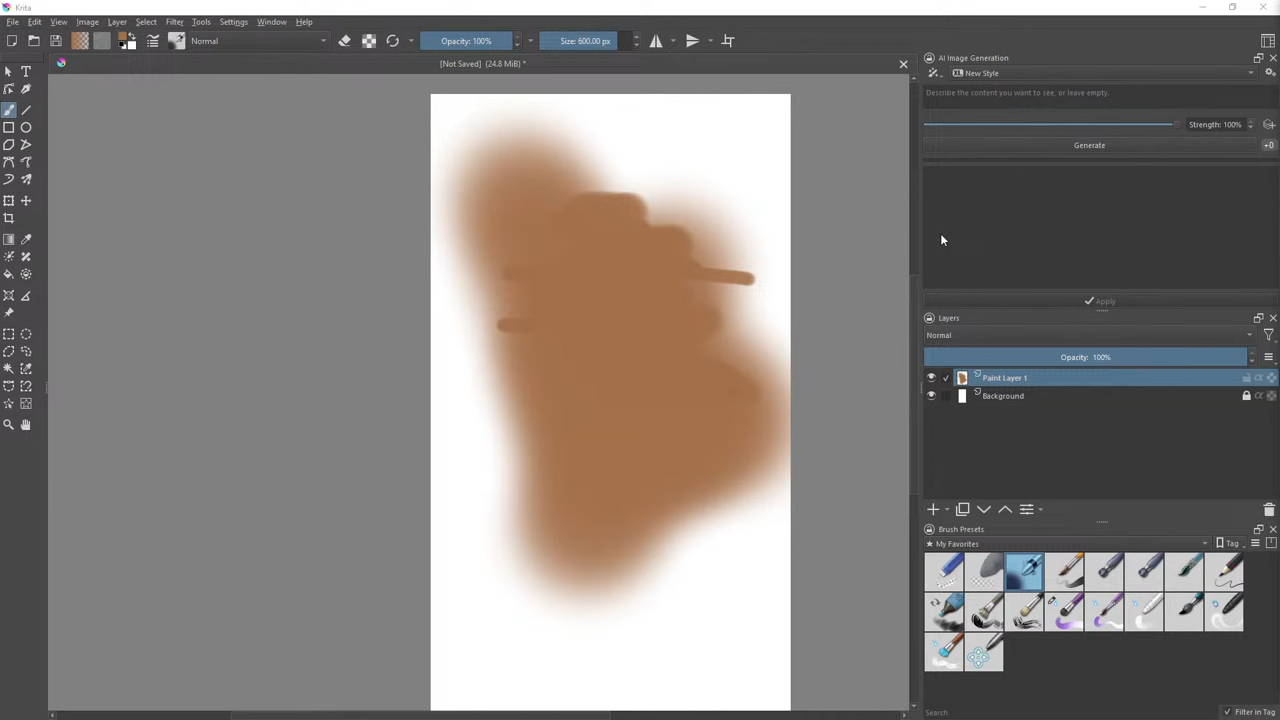 Krita
File Edit View Image Layer Select Filter Tools Settings Window Help
Normal
Opacity: 100%
Size: 600.00 px
[Not Saved] (24.8 MiB) *
AI Image Generation
New Style
Describe the content you want to see, or leave empty.
Strength: 100%
Generate
+0
Apply
Layers
Normal
Opacity: 100%
Paint Layer 1
Background
Brush Presets
My Favorites
Tag
Search
Filter in Tag